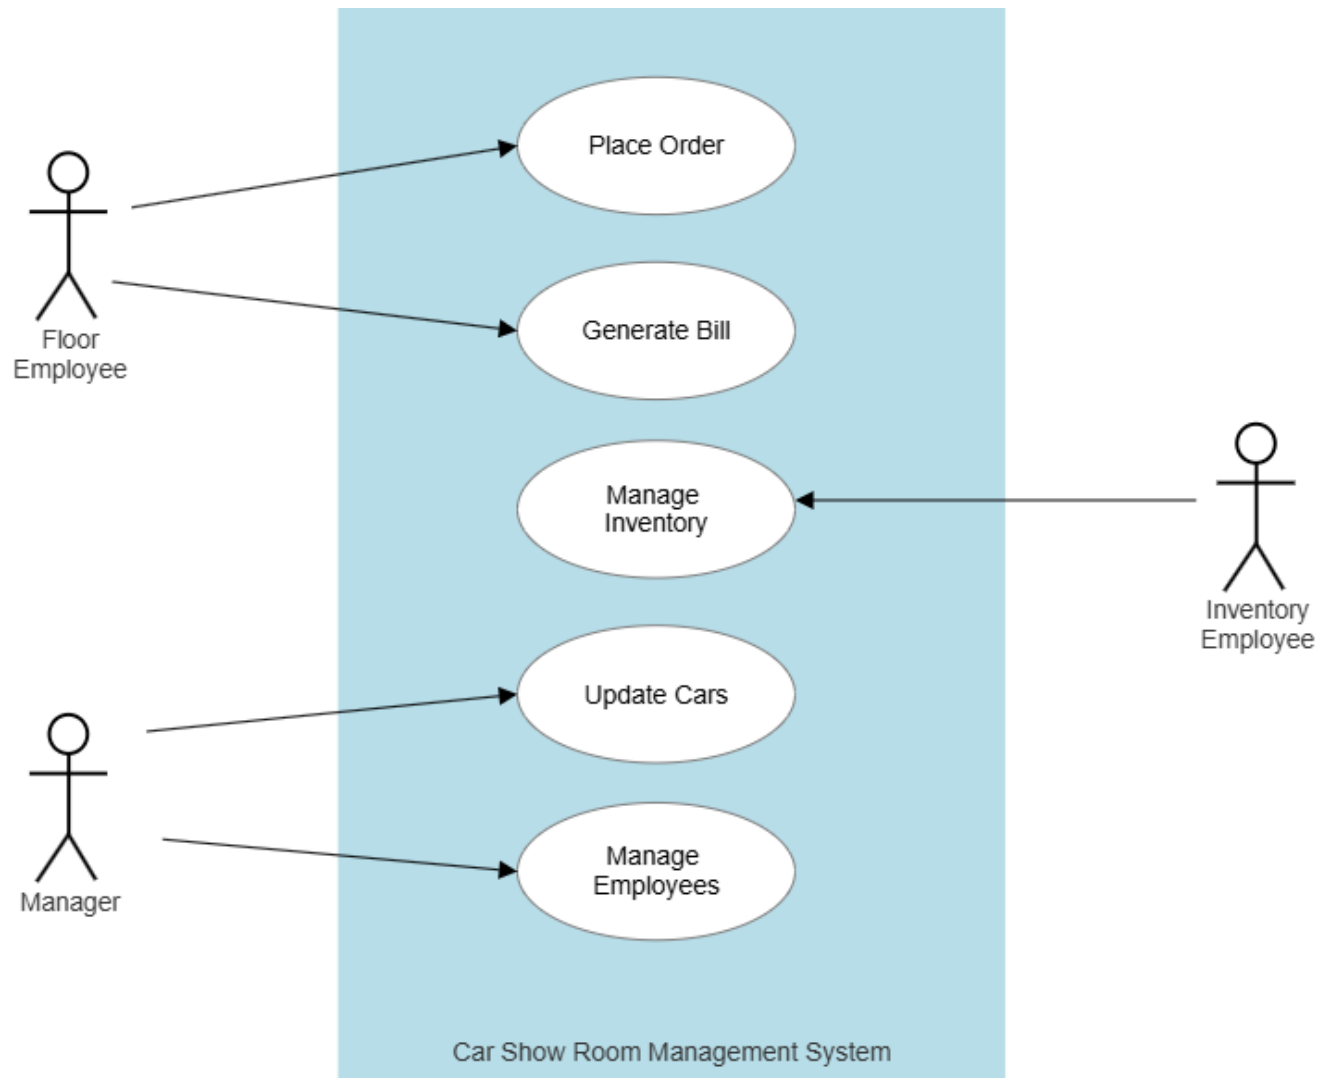 Place Order
Floor
Employee
Generate Bill
Manage
Inventory
Inventory
Employee
Update Cars
Manager
Manage
Employees
Car Show Room Management System